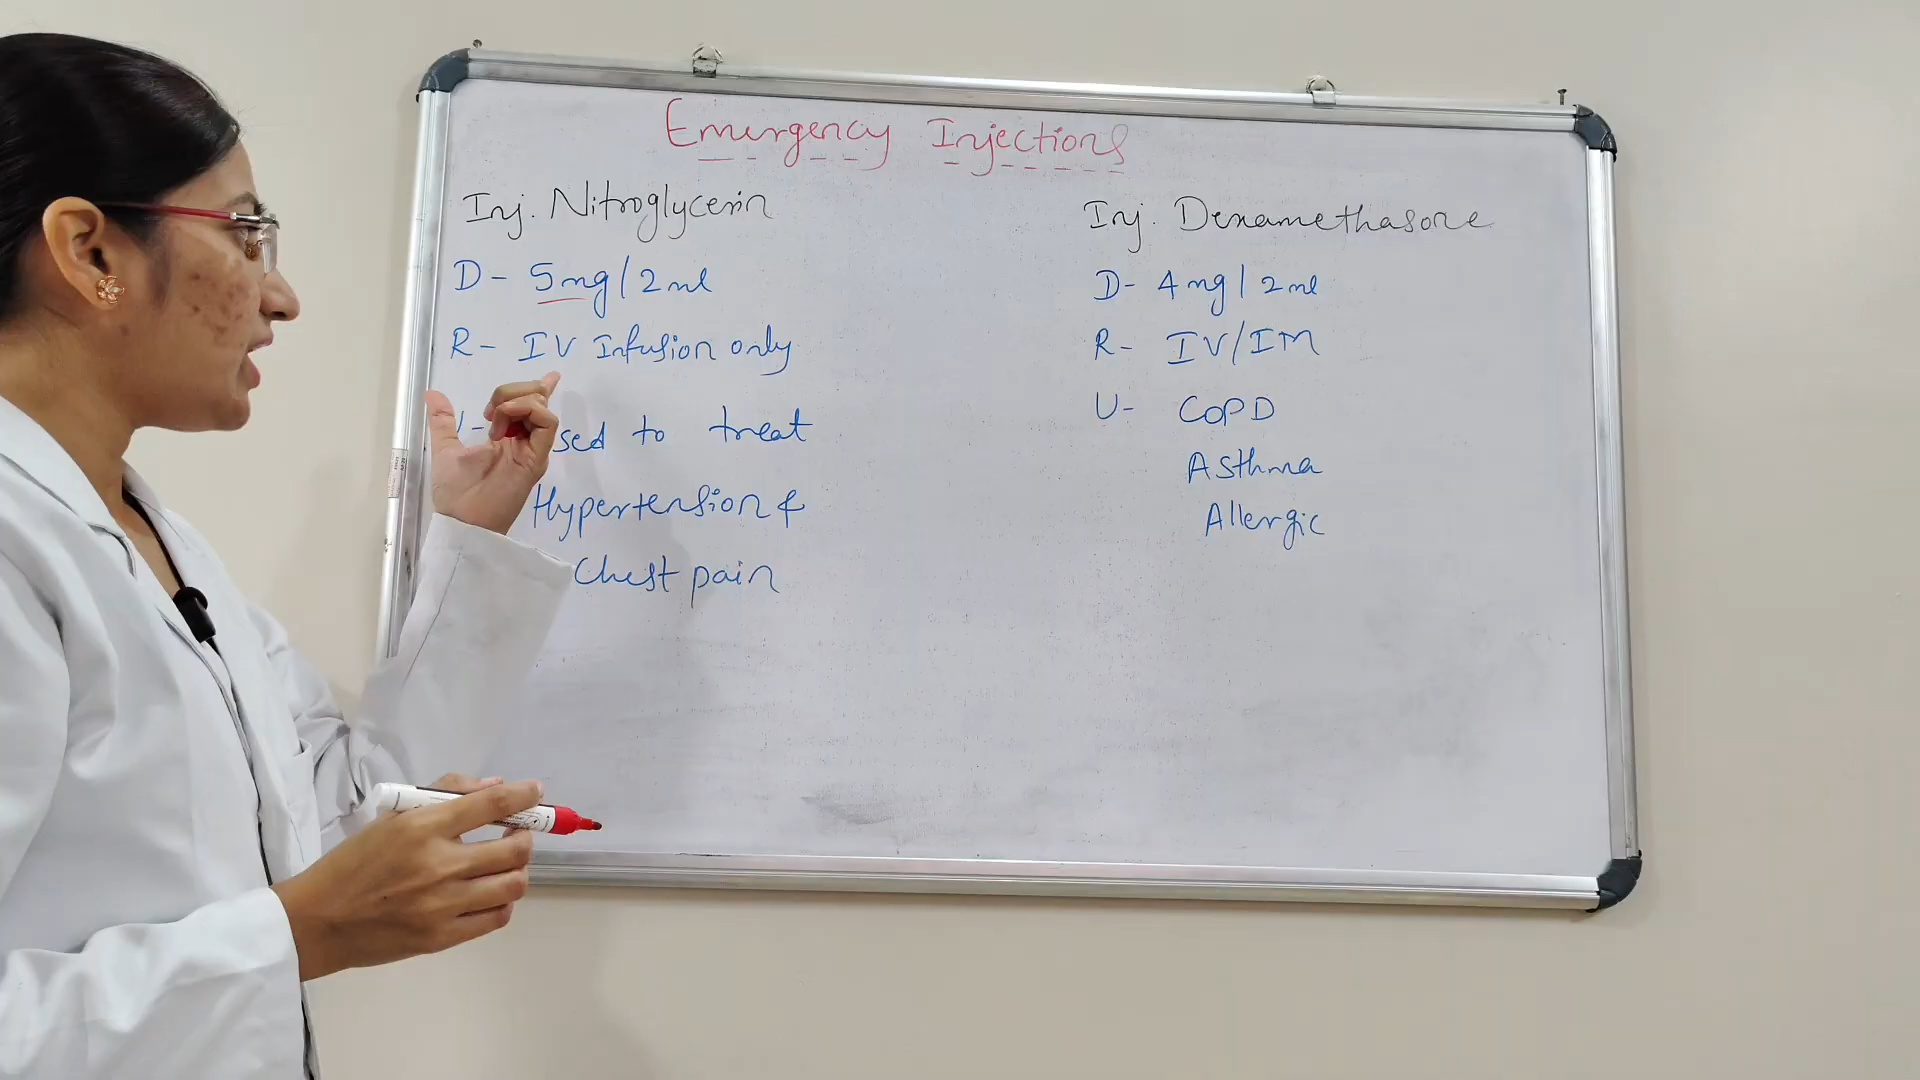 Emergency Injections
Inj. Nitroglycerin
D- 5mg/2ml
R- IV Infusion only
U- used to treat
Hypertension &
Chest pain
Inj. Dexamethasone
D- 4mg/2ml
R- IV/IM
U- COPD
Asthma
Allergic